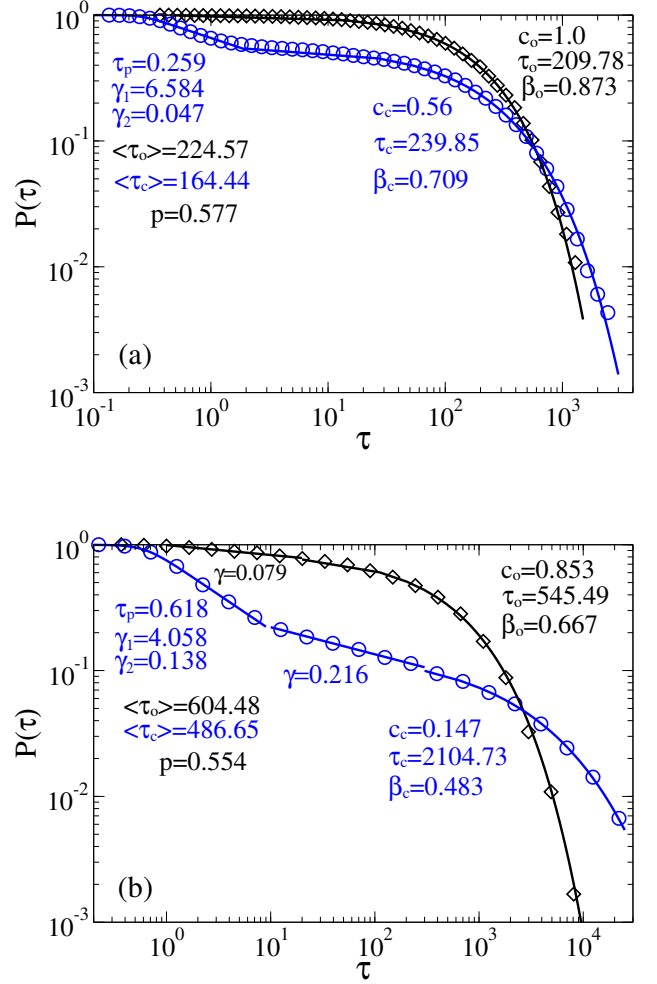 10^0
10^-1
10^-2
10^-3
P(τ)
τ_p=0.259
γ_1=6.584
γ_2=0.047
<τ_o>=224.57
<τ_c>=164.44
p=0.577
c_c=0.56
τ_c=239.85
β_c=0.709
c_o=1.0
τ_o=209.78
β_o=0.873
(a)
10^-1 10^0 10^1 10^2 10^3
τ
10^0
10^-1
10^-2
10^-3
P(τ)
γ=0.079
τ_p=0.618
γ_1=4.058
γ_2=0.138
γ=0.216
<τ_o>=604.48
<τ_c>=486.65
p=0.554
c_c=0.147
τ_c=2104.73
β_c=0.483
c_o=0.853
τ_o=545.49
β_o=0.667
(b)
10^0 10^1 10^2 10^3 10^4
τ